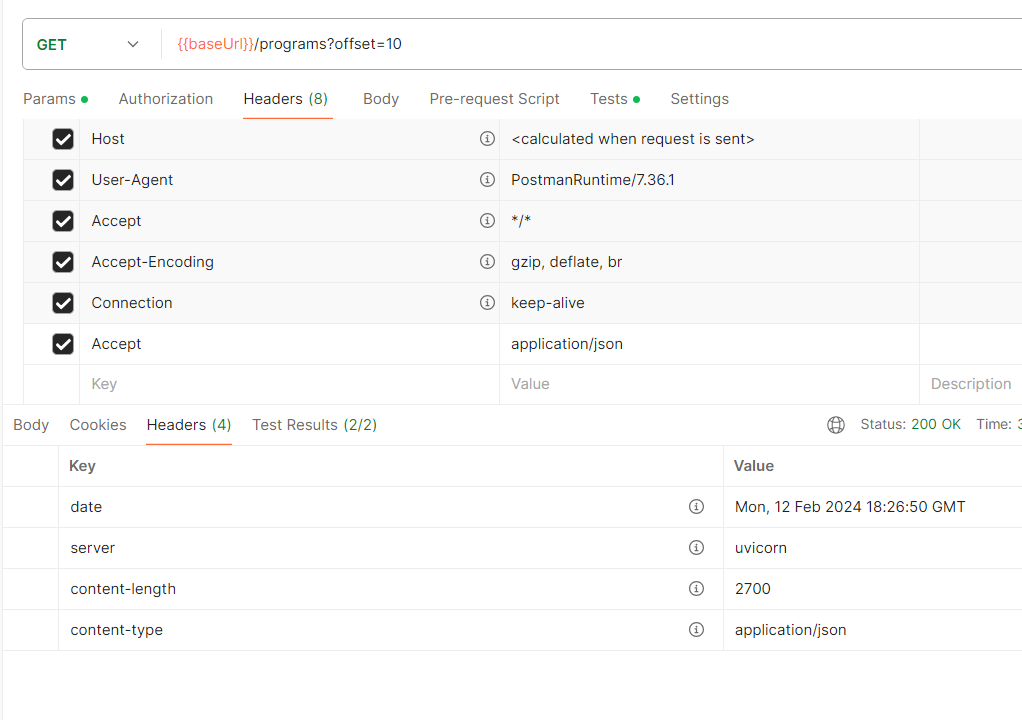 GET {{baseUrl}}/programs?offset=10
Params Authorization Headers (8) Body Pre-request Script Tests Settings
Host <calculated when request is sent>
User-Agent PostmanRuntime/7.36.1
Accept */*
Accept-Encoding gzip, deflate, br
Connection keep-alive
Accept application/json
Key Value Description
Body Cookies Headers (4) Test Results (2/2) Status: 200 OK Time:
Key Value
date Mon, 12 Feb 2024 18:26:50 GMT
server uvicorn
content-length 2700
content-type application/json